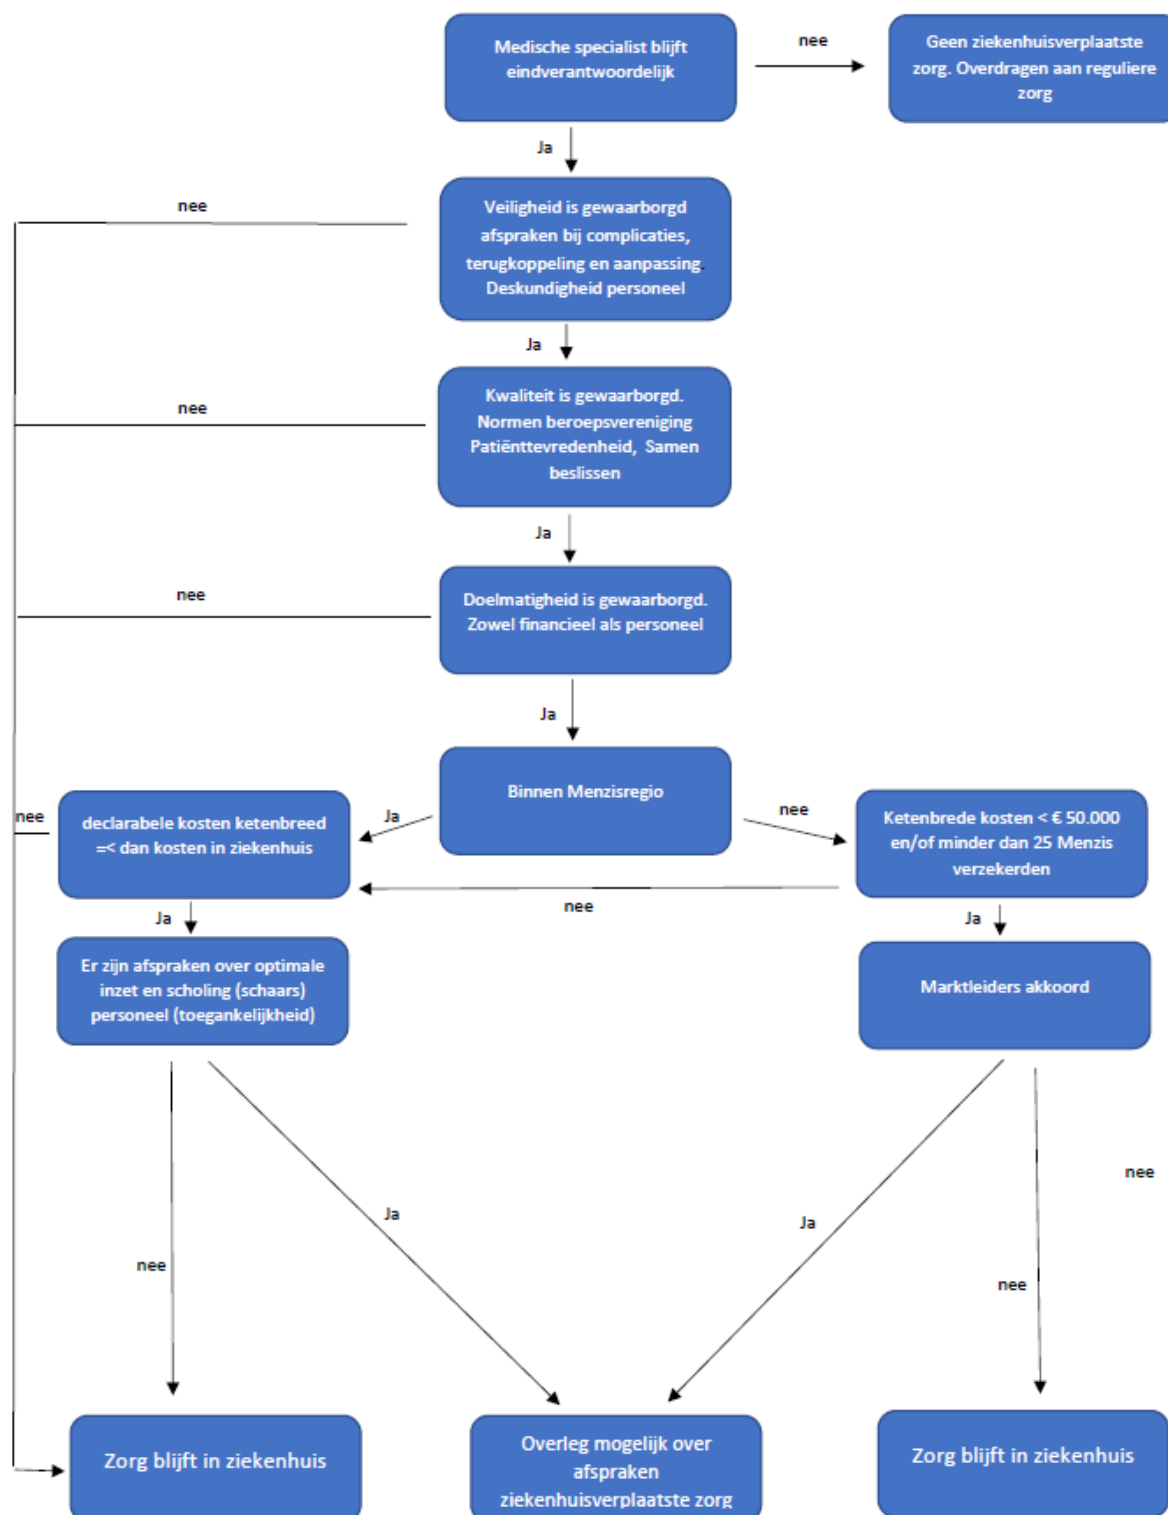 Medische specialist blijft
eindverantwoordelijk
nee
Geen ziekenhuisverplaatste
zorg. Overdragen aan reguliere
zorg
Ja
nee
Veiligheid is gewaarborgd
afspraken bij complicaties,
terugkoppeling en aanpassing.
Deskundigheid personeel
Ja
nee
Kwaliteit is gewaarborgd.
Normen beroepsvereniging
Patiënttevredenheid, Samen
beslissen
Ja
nee
Doelmatigheid is gewaarborgd.
Zowel financieel als personeel
Ja
Binnen Menzisregio
nee
declarabele kosten ketenbreed
=< dan kosten in ziekenhuis
Ja
nee
Ketenbrede kosten < € 50.000
en/of minder dan 25 Menzis
verzekerden
nee
Ja
Ja
Er zijn afspraken over optimale
inzet en scholing (schaars)
personeel (toegankelijkheid)
Marktleiders akkoord
nee
Ja
Ja
nee
nee
Zorg blijft in ziekenhuis
Overleg mogelijk over
afspraken
ziekenhuisverplaatste zorg
Zorg blijft in ziekenhuis